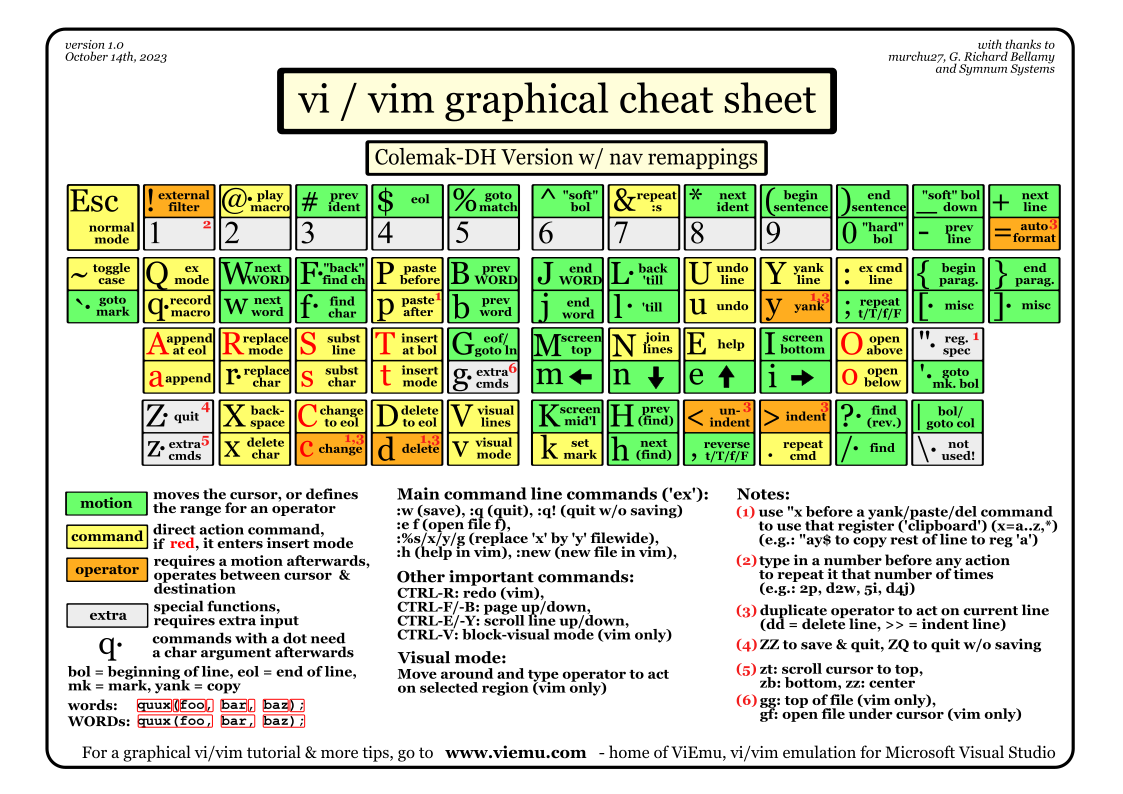 version 1.0
October 14th, 2023
with thanks to
murchu27, G. Richard Bellamy
and Symnum Systems
vi / vim graphical cheat sheet
Colemak-DH Version w/ nav remappings
Esc normal mode
! external filter
1 2
@· play macro
2
# prev ident
3
$ eol
4
% goto match
5
^ "soft" bol
6
& repeat :s
7
* next ident
8
( begin sentence
9
) end sentence
0 "hard" bol
_ "soft" bol down
- prev line
+ next line
= auto format 3
~ toggle case
`· goto mark
Q ex mode
q· record macro
W next WORD
w next word
F· "back" find ch
f· find char
P paste before
p paste after 1
B prev WORD
b prev word
J end WORD
j end word
L· back 'till
l· 'till
U undo line
u undo
Y yank line
y yank 1,3
: ex cmd line
; repeat t/T/f/F
{ begin parag.
[· misc
} end parag.
]· misc
A append at eol
a append
R replace mode
r· replace char
S subst line
s subst char
T insert at bol
t insert mode
G eof/ goto ln
g· extra cmds 6
M screen top
m ←
N join lines
n ↓
E help
e ↑
I screen bottom
i →
O open above
o open below
"· reg. spec 1
'· goto mk. bol
Z· quit 4
z· extra cmds 5
X back- space
x delete char
C change to eol
c change 1,3
D delete to eol
d delete 1,3
V visual lines
v visual mode
K screen mid'l
k set mark
H prev (find)
h next (find)
< un- indent 3
, reverse t/T/f/F
> indent 3
. repeat cmd
?· find (rev.)
/· find
| bol/ goto col
\· not used!
motion moves the cursor, or defines
the range for an operator
command direct action command,
if red, it enters insert mode
operator requires a motion afterwards,
operates between cursor &
destination
extra special functions,
requires extra input
q· commands with a dot need
a char argument afterwards
bol = beginning of line, eol = end of line,
mk = mark, yank = copy
words: quux(foo, bar, baz);
WORDs: quux(foo, bar, baz);
Main command line commands ('ex'):
:w (save), :q (quit), :q! (quit w/o saving)
:e f (open file f),
:%s/x/y/g (replace 'x' by 'y' filewide),
:h (help in vim), :new (new file in vim),
Other important commands:
CTRL-R: redo (vim),
CTRL-F/-B: page up/down,
CTRL-E/-Y: scroll line up/down,
CTRL-V: block-visual mode (vim only)
Visual mode:
Move around and type operator to act
on selected region (vim only)
Notes:
(1) use "x before a yank/paste/del command
to use that register ('clipboard') (x=a..z,*)
(e.g.: "ay$ to copy rest of line to reg 'a')
(2) type in a number before any action
to repeat it that number of times
(e.g.: 2p, d2w, 5i, d4j)
(3) duplicate operator to act on current line
(dd = delete line, >> = indent line)
(4) ZZ to save & quit, ZQ to quit w/o saving
(5) zt: scroll cursor to top,
zb: bottom, zz: center
(6) gg: top of file (vim only),
gf: open file under cursor (vim only)
For a graphical vi/vim tutorial & more tips, go to www.viemu.com - home of ViEmu, vi/vim emulation for Microsoft Visual Studio